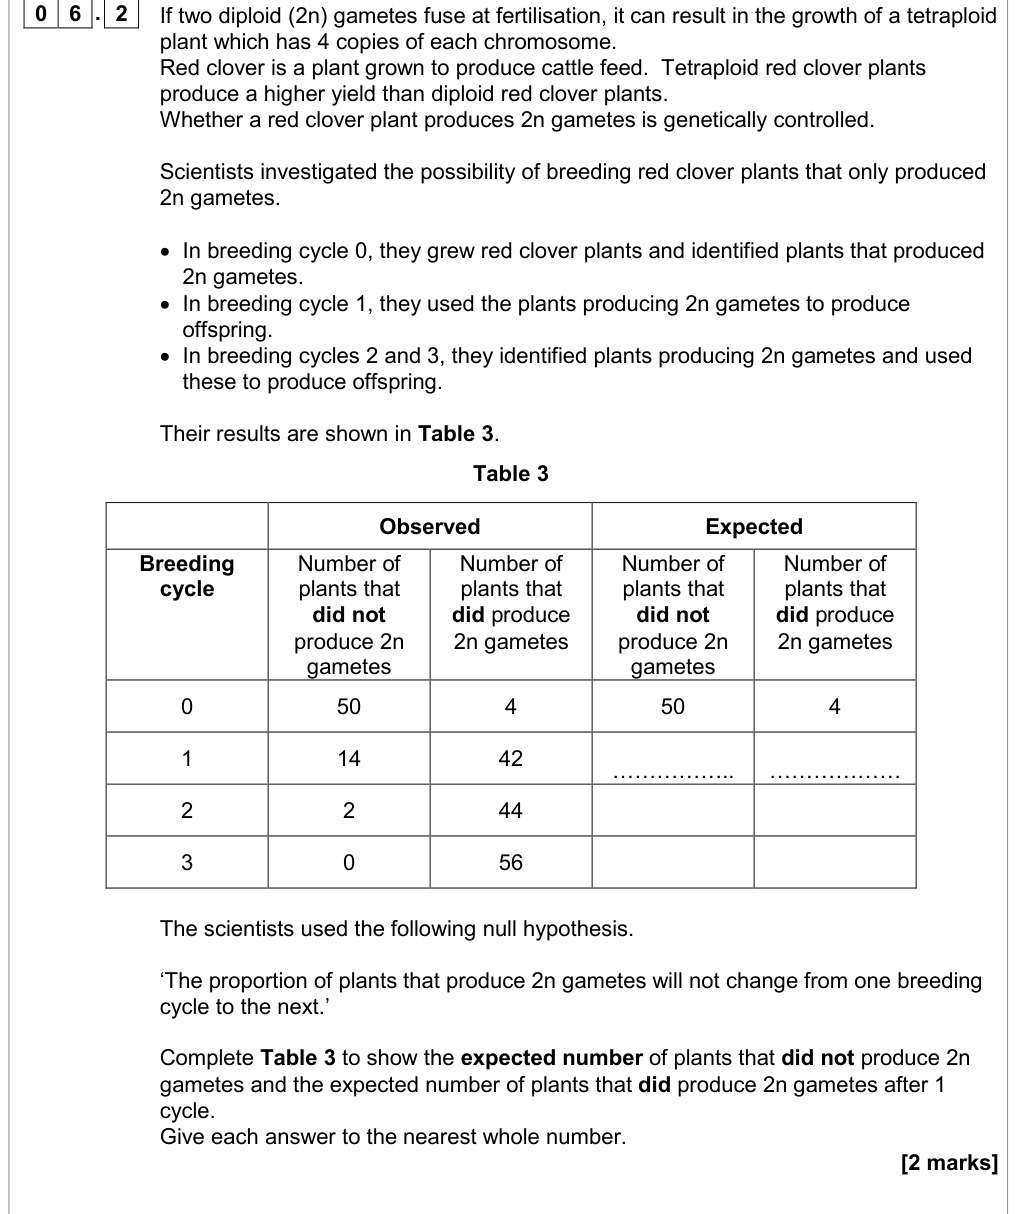 0 6 . 2 If two diploid (2n) gametes fuse at fertilisation, it can result in the growth of a tetraploid
plant which has 4 copies of each chromosome.
Red clover is a plant grown to produce cattle feed. Tetraploid red clover plants
produce a higher yield than diploid red clover plants.
Whether a red clover plant produces 2n gametes is genetically controlled.
Scientists investigated the possibility of breeding red clover plants that only produced
2n gametes.
• In breeding cycle 0, they grew red clover plants and identified plants that produced
2n gametes.
• In breeding cycle 1, they used the plants producing 2n gametes to produce
offspring.
• In breeding cycles 2 and 3, they identified plants producing 2n gametes and used
these to produce offspring.
Their results are shown in Table 3.
Table 3
Observed Expected
Breeding cycle
Number of plants that did not produce 2n gametes
Number of plants that did produce 2n gametes
Number of plants that did not produce 2n gametes
Number of plants that did produce 2n gametes
0 50 4 50 4
1 14 42 ................. ..................
2 2 44
3 0 56
The scientists used the following null hypothesis.
‘The proportion of plants that produce 2n gametes will not change from one breeding
cycle to the next.’
Complete Table 3 to show the expected number of plants that did not produce 2n
gametes and the expected number of plants that did produce 2n gametes after 1
cycle.
Give each answer to the nearest whole number.
[2 marks]